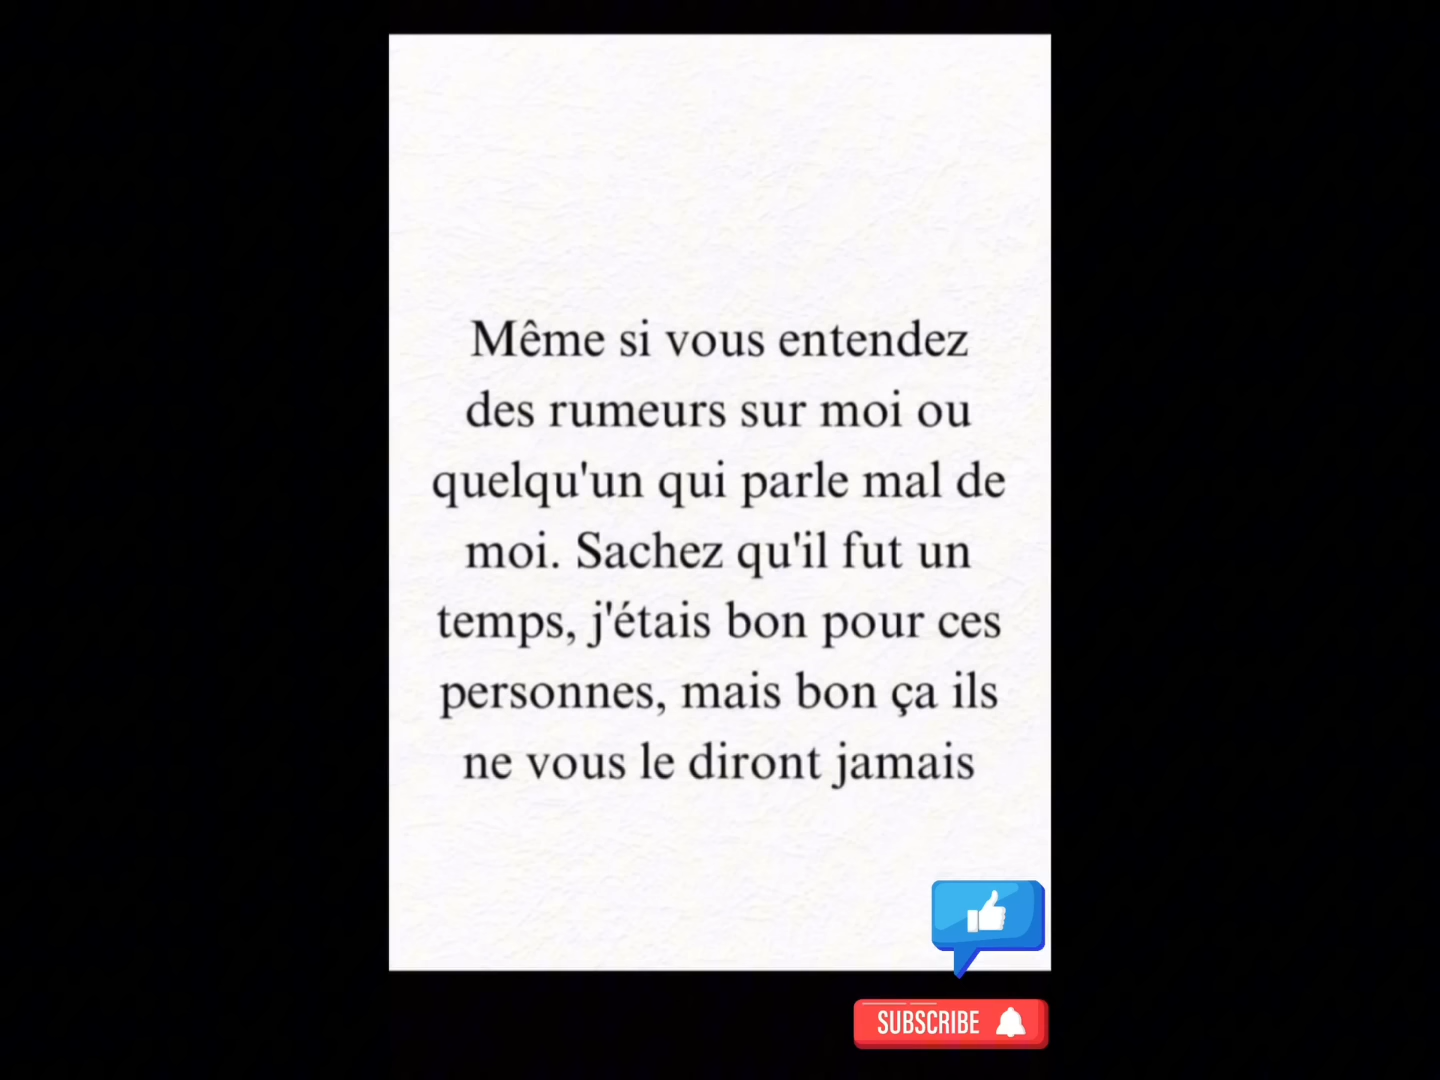 Même si vous entendez
des rumeurs sur moi ou
quelqu'un qui parle mal de
moi. Sachez qu'il fut un
temps, j'étais bon pour ces
personnes, mais bon ça ils
ne vous le diront jamais
SUBSCRIBE